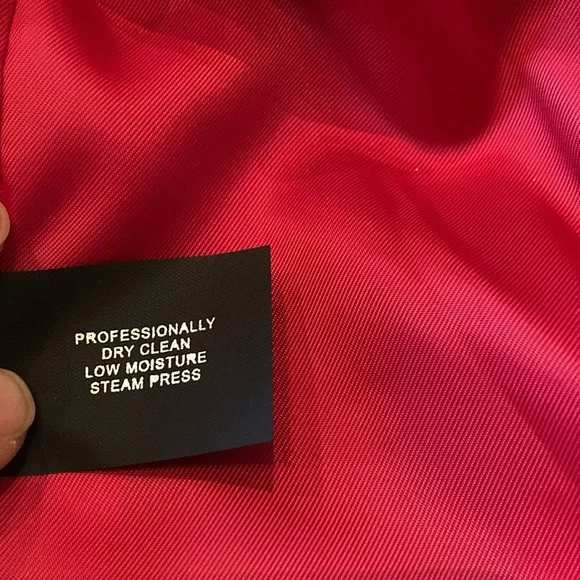 PROFESSIONALLY
DRY CLEAN
LOW MOISTURE
STEAM PRESS